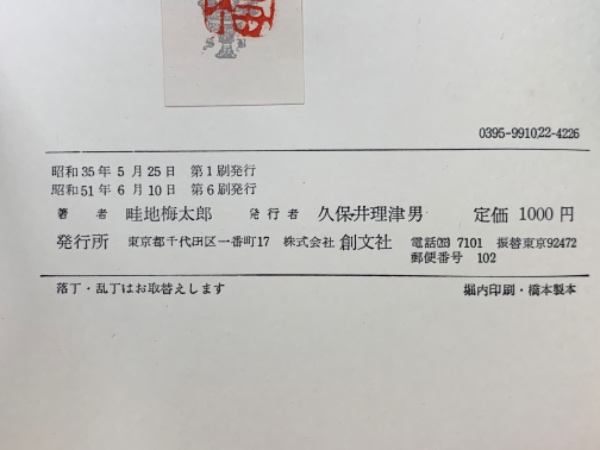 0395-991022-4226
昭和35年5月25日 第1刷発行
昭和51年6月10日 第6刷発行
著者 畦地梅太郎 発行者 久保井理津男 定価 1000円
発行所 東京都千代田区一番町17 株式会社 創文社 電話(263) 7101 振替東京92472
郵便番号 102
落丁・乱丁はお取替えします 堀内印刷・橋本製本